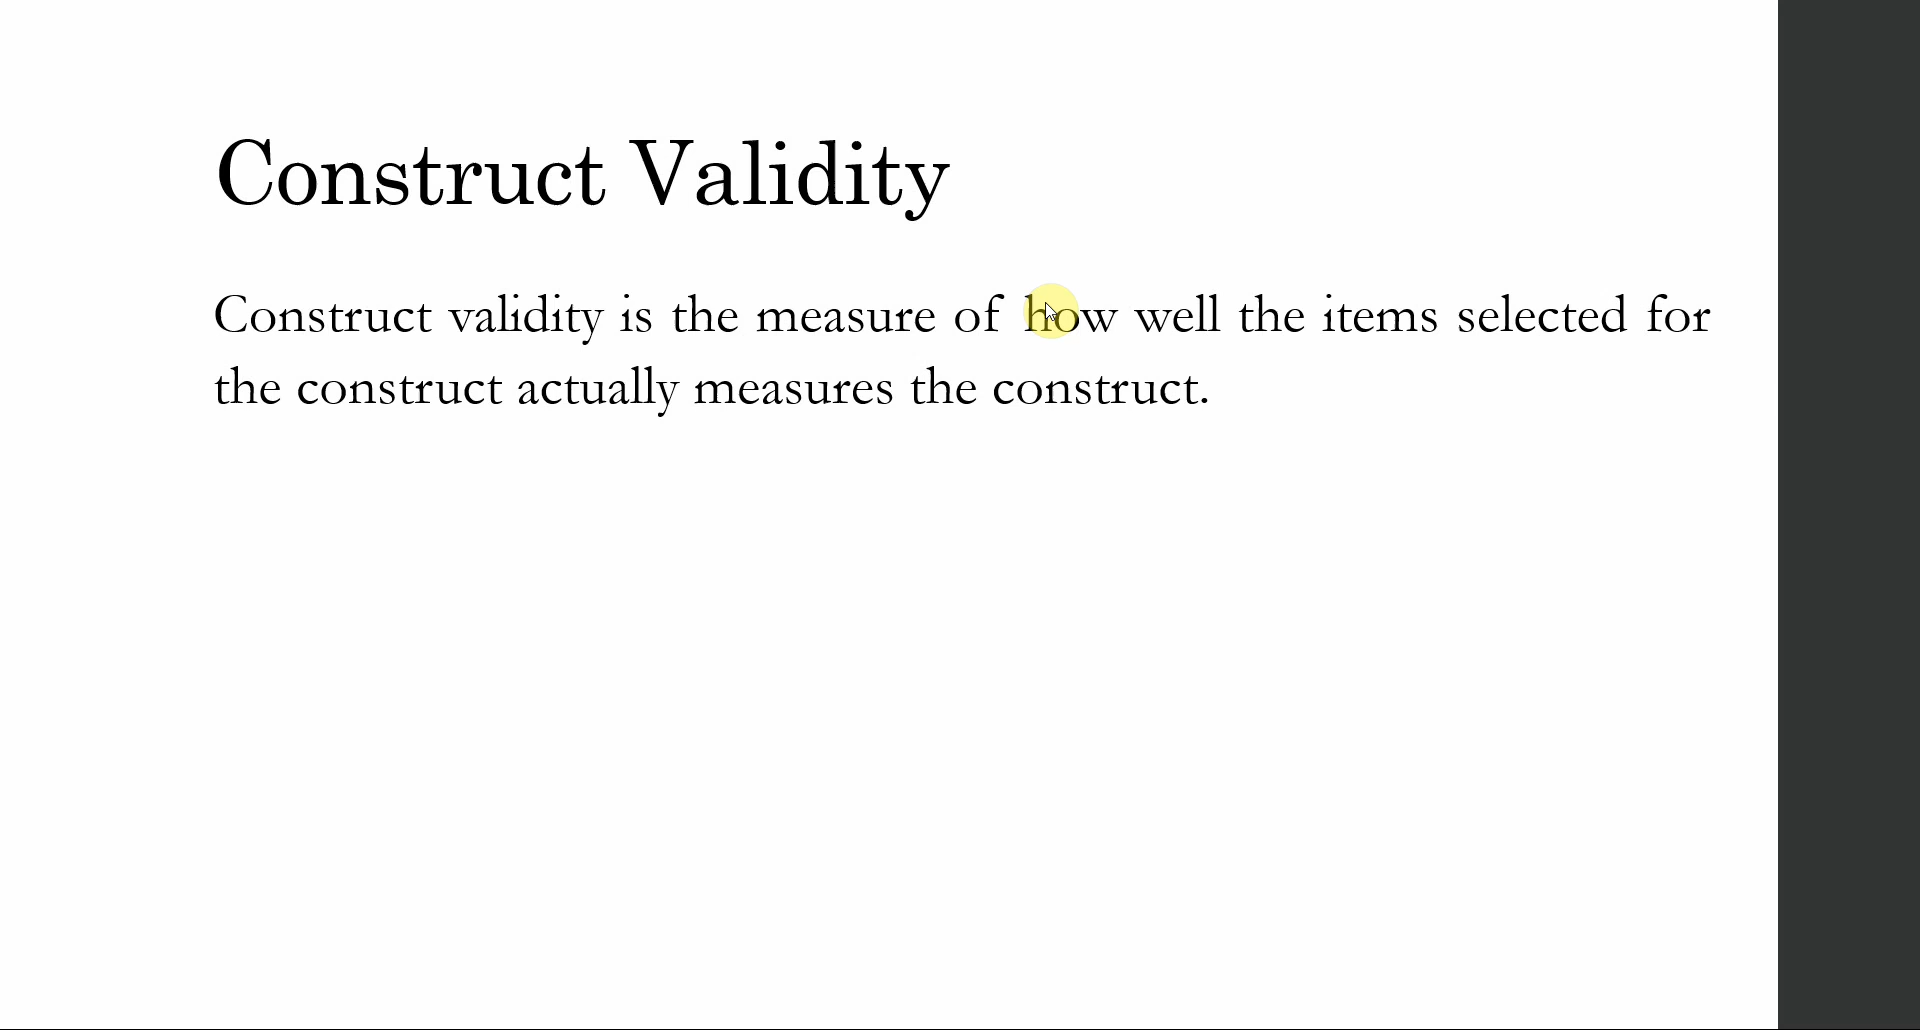 Construct Validity
Construct validity is the measure of how well the items selected for
the construct actually measures the construct.